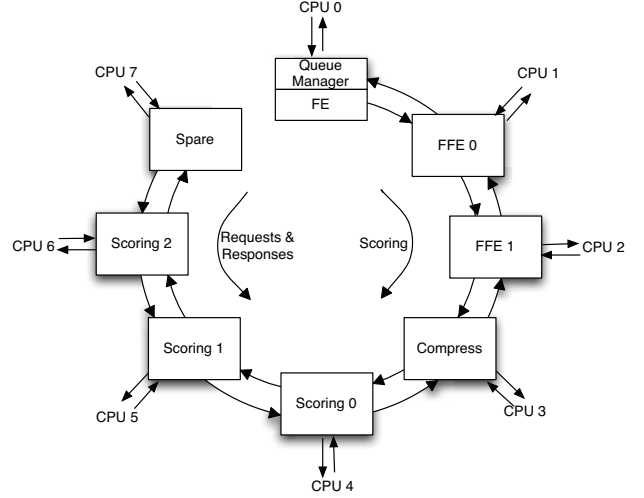 CPU 0
Queue
Manager
FE
CPU 7
CPU 1
Spare
FFE 0
Requests &
Responses
Scoring
CPU 6
Scoring 2
FFE 1
CPU 2
Scoring 1
Compress
CPU 5
Scoring 0
CPU 3
CPU 4